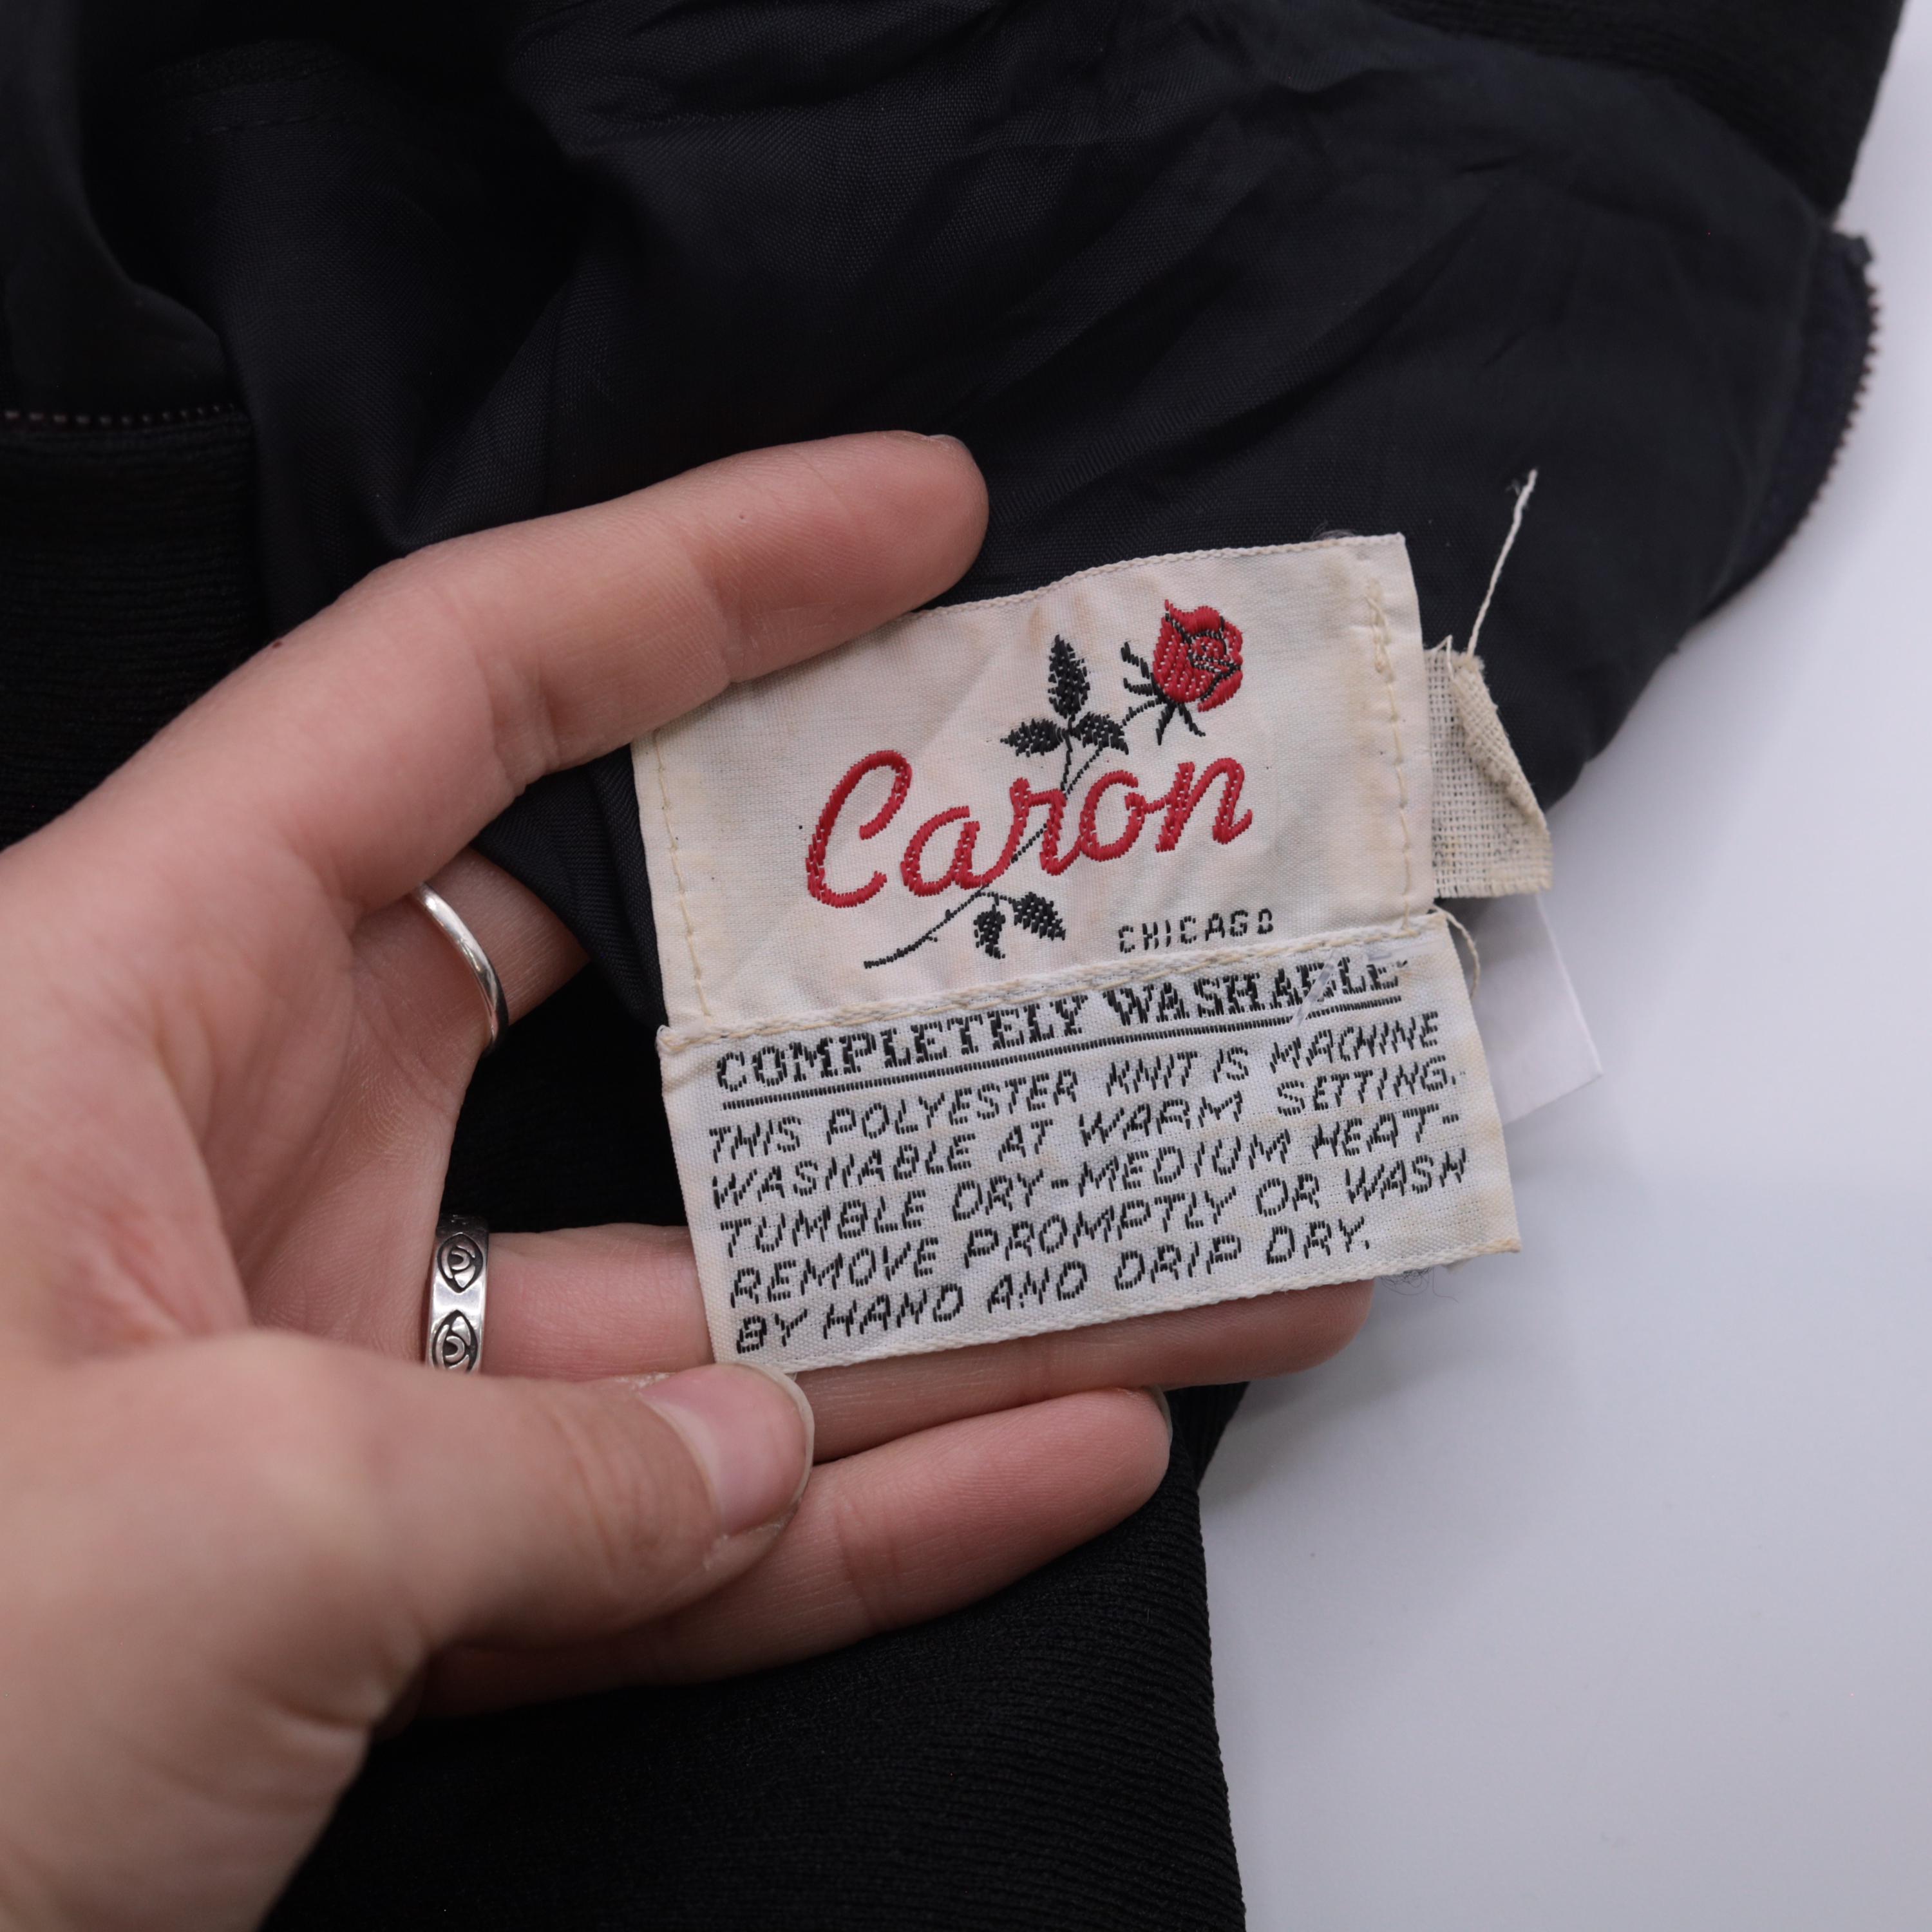 Caron
CHICAGO
COMPLETELY WASHABLE
THIS POLYESTER KNIT IS MACHINE
WASHABLE AT WARM SETTING.
TUMBLE DRY-MEDIUM HEAT-
REMOVE PROMPTLY OR WASH
BY HAND AND DRIP DRY.